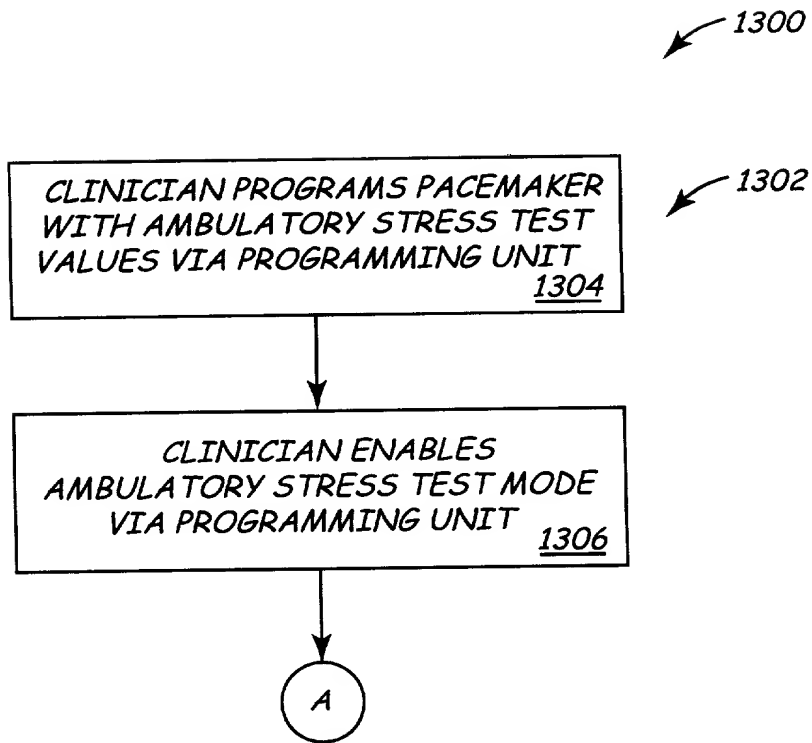 1300
1302
CLINICIAN PROGRAMS PACEMAKER
WITH AMBULATORY STRESS TEST
VALUES VIA PROGRAMMING UNIT
1304
CLINICIAN ENABLES
AMBULATORY STRESS TEST MODE
VIA PROGRAMMING UNIT
1306
A